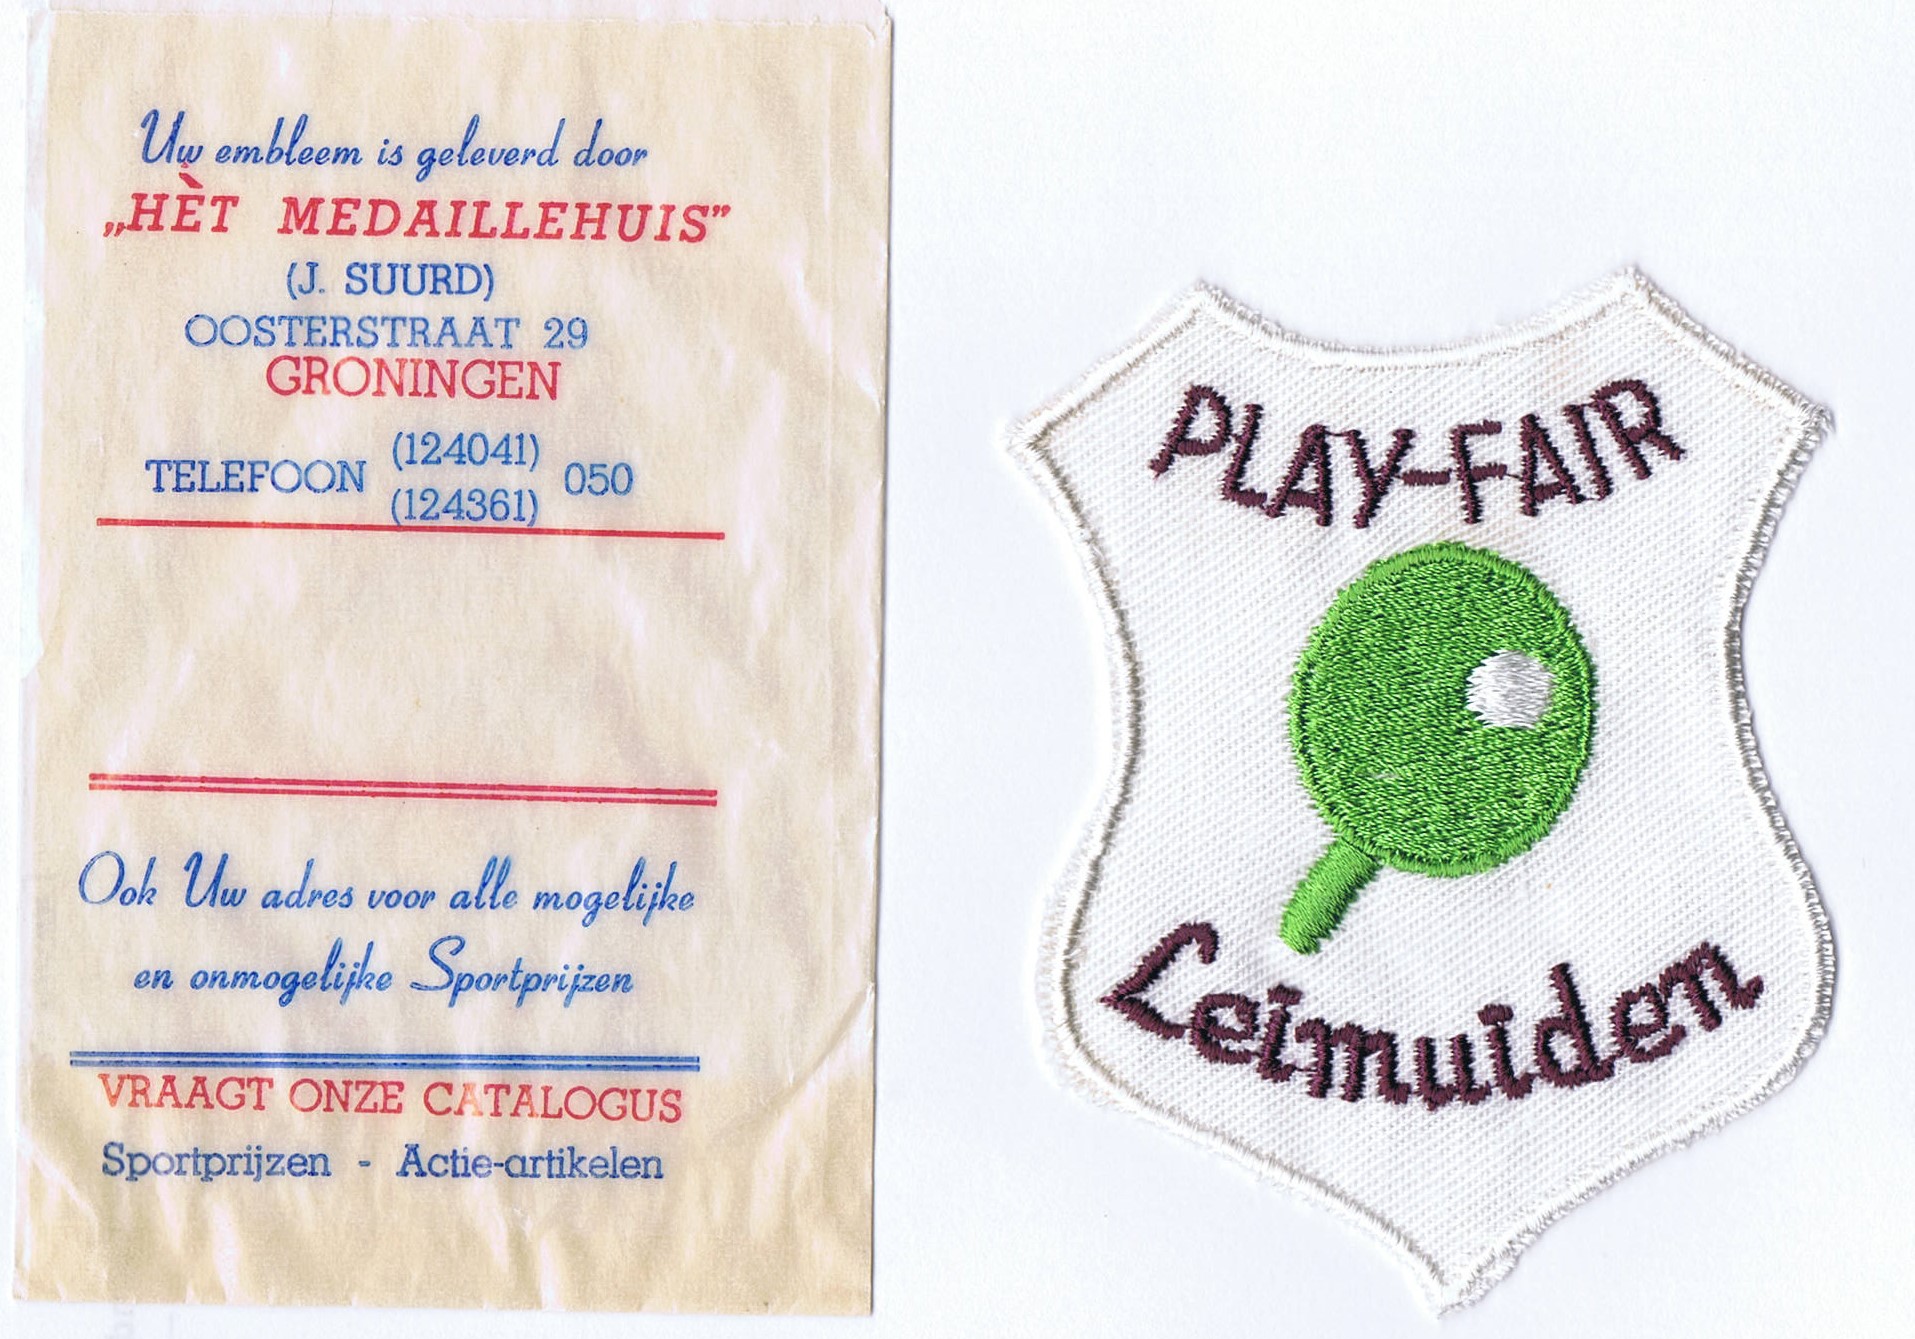 Uw embleem is geleverd door
„HÈT MEDAILLEHUIS”
(J. SUURD)
OOSTERSTRAAT 29
GRONINGEN
TELEFOON (124041) 050
(124361)
Ook Uw adres voor alle mogelijke
en onmogelijke Sportprijzen
VRAAGT ONZE CATALOGUS
Sportprijzen - Actie-artikelen
PLAY-FAIR
Leimuiden